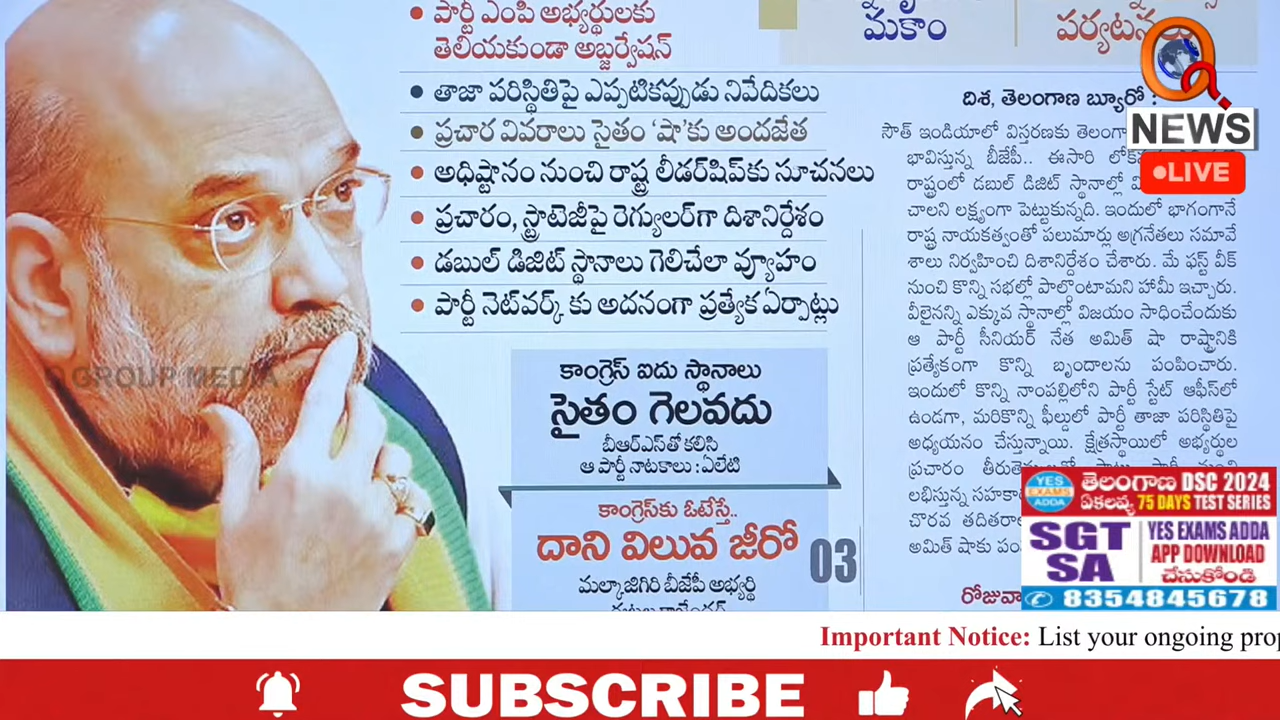 • పార్టీ ఎంపి అభ్యర్థులకు
తెలియకుండా అబ్జర్వేషన్
• తాజా పరిస్థితిపై ఎప్పటికప్పుడు నివేదికలు
• ప్రచార వివరాలు సైతం ‘షా’కు అందజేత
• అధిష్టానం నుంచి రాష్ట్ర లీడర్‌షిప్‌కు సూచనలు
• ప్రచారం, స్ట్రాటెజీపై రెగ్యులర్‌గా దిశానిర్దేశం
• డబుల్ డిజిట్ స్థానాలు గెలిచేలా వ్యూహం
• పార్టీ నెట్‌వర్క్ కు అదనంగా ప్రత్యేక ఏర్పాట్లు
కాంగ్రెస్ ఐదు స్థానాలు
సైతం గెలవదు
బీఆర్ఎస్‌తో కలిసి
ఆ పార్టీ నాటకాలు : ఏలేటి
కాంగ్రెస్‌కు ఓటేస్తే..
దాని విలువ జీరో
03
మల్కాజిగిరి బీజేపీ అభ్యర్థి
మకాం
దిశ, తెలంగాణ బ్యూరో :
సౌత్ ఇండియాలో విస్తరణకు
భావిస్తున్న బీజేపీ.. ఈసారి
రాష్ట్రంలో డబుల్ డిజిట్ స్థానాల్లో
చాలని లక్ష్యంగా పెట్టుకున్నది. ఇందులో భాగంగానే
రాష్ట్ర నాయకత్వంతో పలుమార్లు అగ్రనేతలు సమావే
శాలు నిర్వహించి దిశానిర్దేశం చేశారు. మే ఫస్ట్ వీక్
నుంచి కొన్ని సభల్లో పాల్గొంటామని హామీ ఇచ్చారు.
వీలైనన్ని ఎక్కువ స్థానాల్లో విజయం సాధించేందుకు
ఆ పార్టీ సీనియర్ నేత అమిత్ షా రాష్ట్రానికి
ప్రత్యేకంగా కొన్ని బృందాలను పంపించారు.
ఇందులో కొన్ని నాంపల్లిలోని పార్టీ స్టేట్ ఆఫీస్‌లో
ఉండగా, మరికొన్ని ఫీల్డులో పార్టీ తాజా పరిస్థితిపై
అధ్యయనం చేస్తున్నాయి. క్షేత్రస్థాయిలో అభ్యర్థుల
ప్రచారం
లభిస్తున్న
చొరవ
అమిత్ షాకు
Q GROUP MEDIA
NEWS
LIVE
YES EXAMS ADDA
తెలంగాణ DSC 2024
ఏకలవ్య 75 DAYS TEST SERIES
SGT
SA
YES EXAMS ADDA
APP DOWNLOAD
చేసుకోండి
8354845678
Important Notice: List your ongoing
SUBSCRIBE